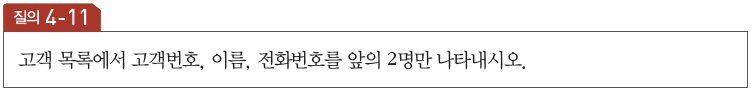 질의 4-11
고객 목록에서 고객번호, 이름, 전화번호를 앞의 2명만 나타내시오.